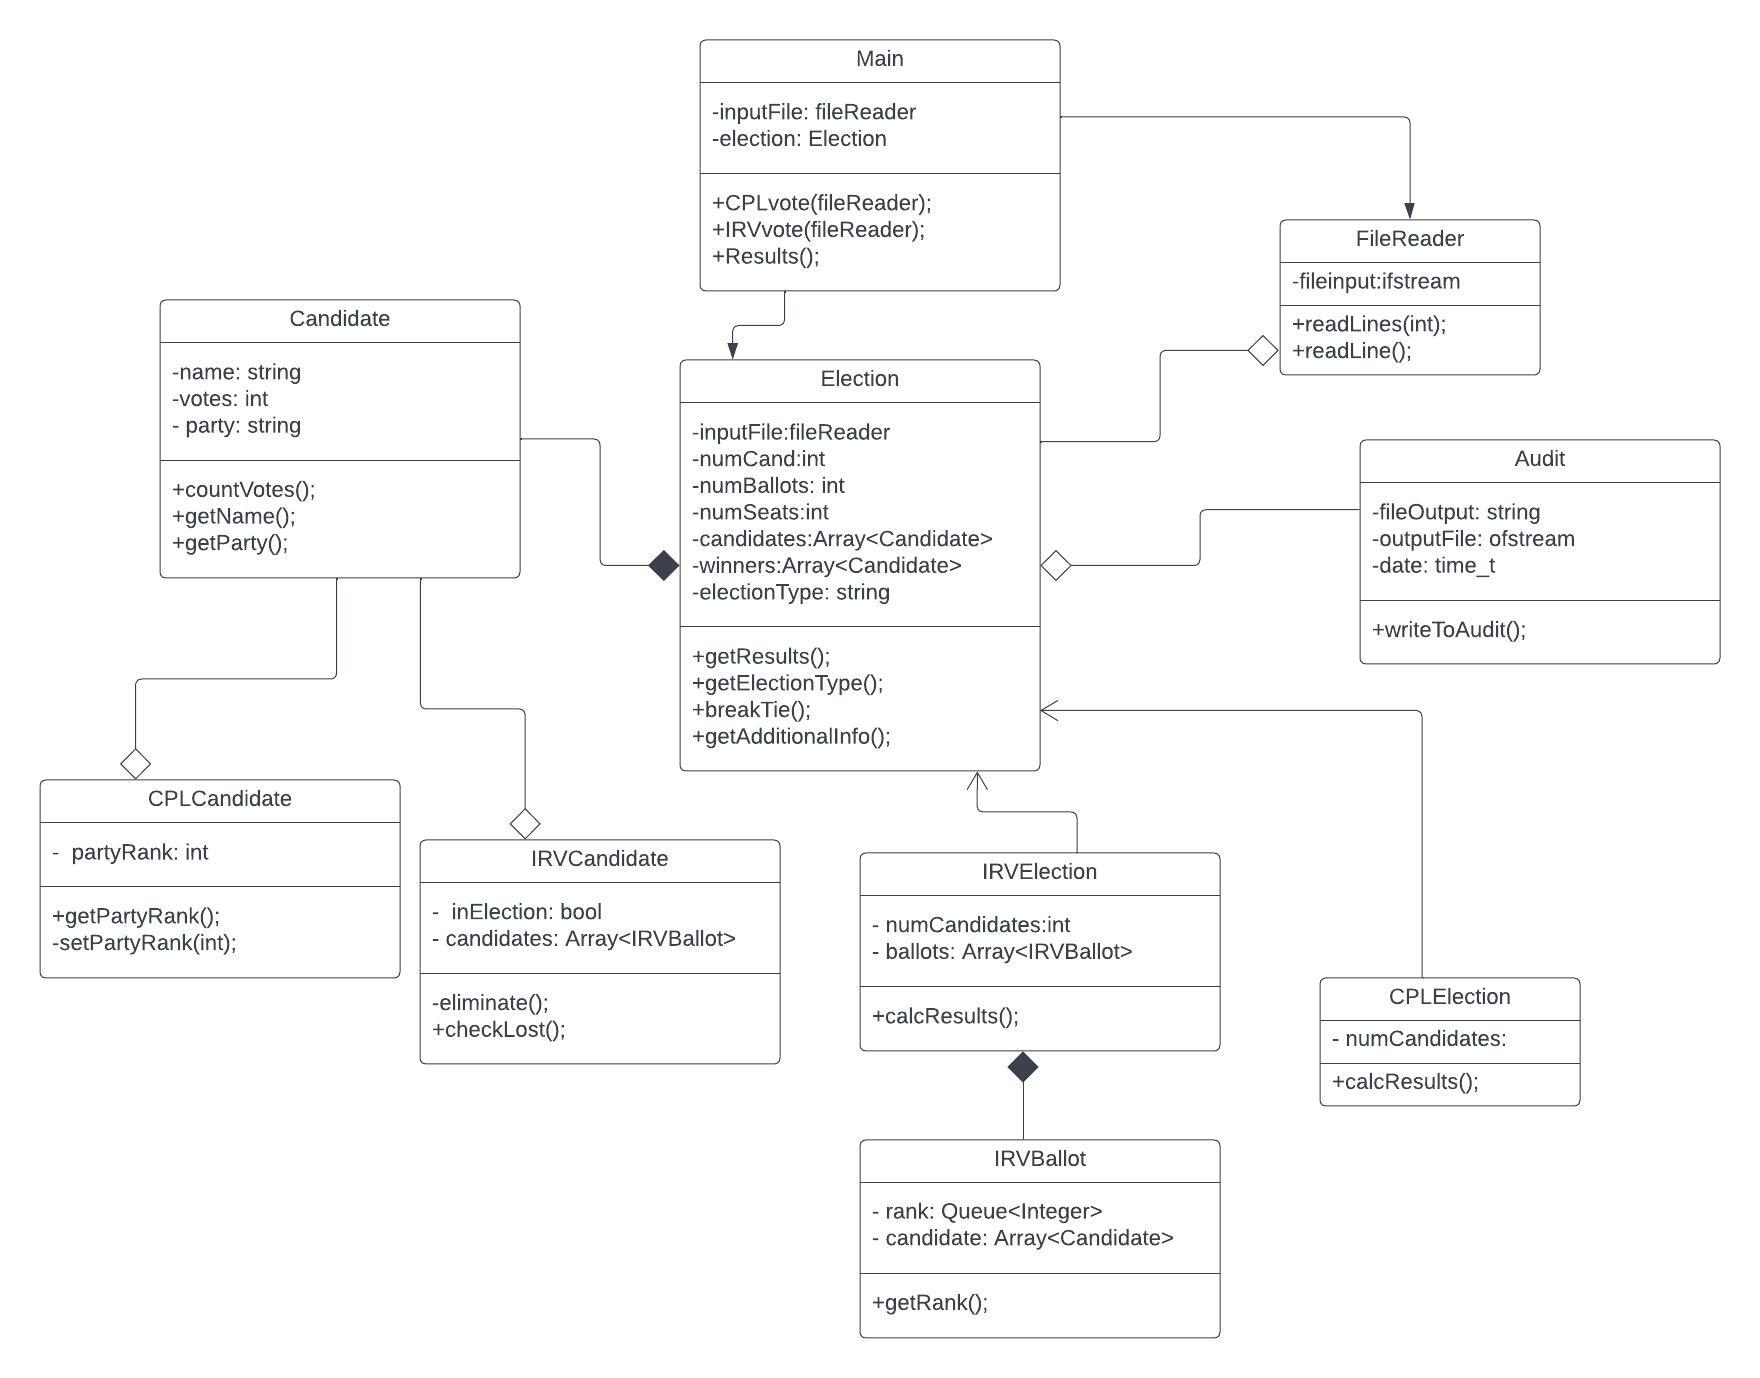 Main
-inputFile: fileReader
-election: Election
+CPLvote(fileReader);
+IRVvote(fileReader);
+Results();
FileReader
-fileinput:ifstream
+readLines(int);
+readLine();
Candidate
-name: string
-votes: int
- party: string
+countVotes();
+getName();
+getParty();
Election
-inputFile:fileReader
-numCand:int
-numBallots: int
-numSeats:int
-candidates:Array<Candidate>
-winners:Array<Candidate>
-electionType: string
+getResults();
+getElectionType();
+breakTie();
+getAdditionalInfo();
Audit
-fileOutput: string
-outputFile: ofstream
-date: time_t
+writeToAudit();
CPLCandidate
-  partyRank: int
+getPartyRank();
-setPartyRank(int);
IRVCandidate
-  inElection: bool
- candidates: Array<IRVBallot>
-eliminate();
+checkLost();
IRVElection
- numCandidates:int
- ballots: Array<IRVBallot>
+calcResults();
CPLElection
- numCandidates:
+calcResults();
IRVBallot
- rank: Queue<Integer>
- candidate: Array<Candidate>
+getRank();